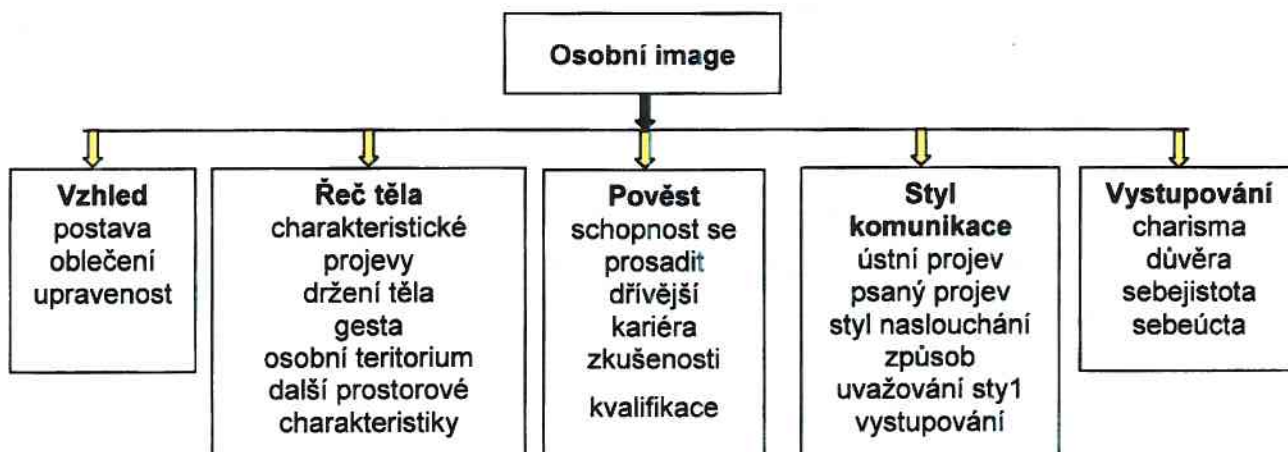 Osobní image
Vzhled
postava
oblečení
upravenost
Řeč těla
charakteristické
projevy
držení těla
gesta
osobní teritorium
další prostorové
charakteristiky
Pověst
schopnost se
prosadit
dřívější
kariéra
zkušenosti
kvalifikace
Styl
komunikace
ústní projev
psaný projev
styl naslouchání
způsob
uvažování sty1
vystupování
Vystupování
charisma
důvěra
sebejistota
sebeúcta